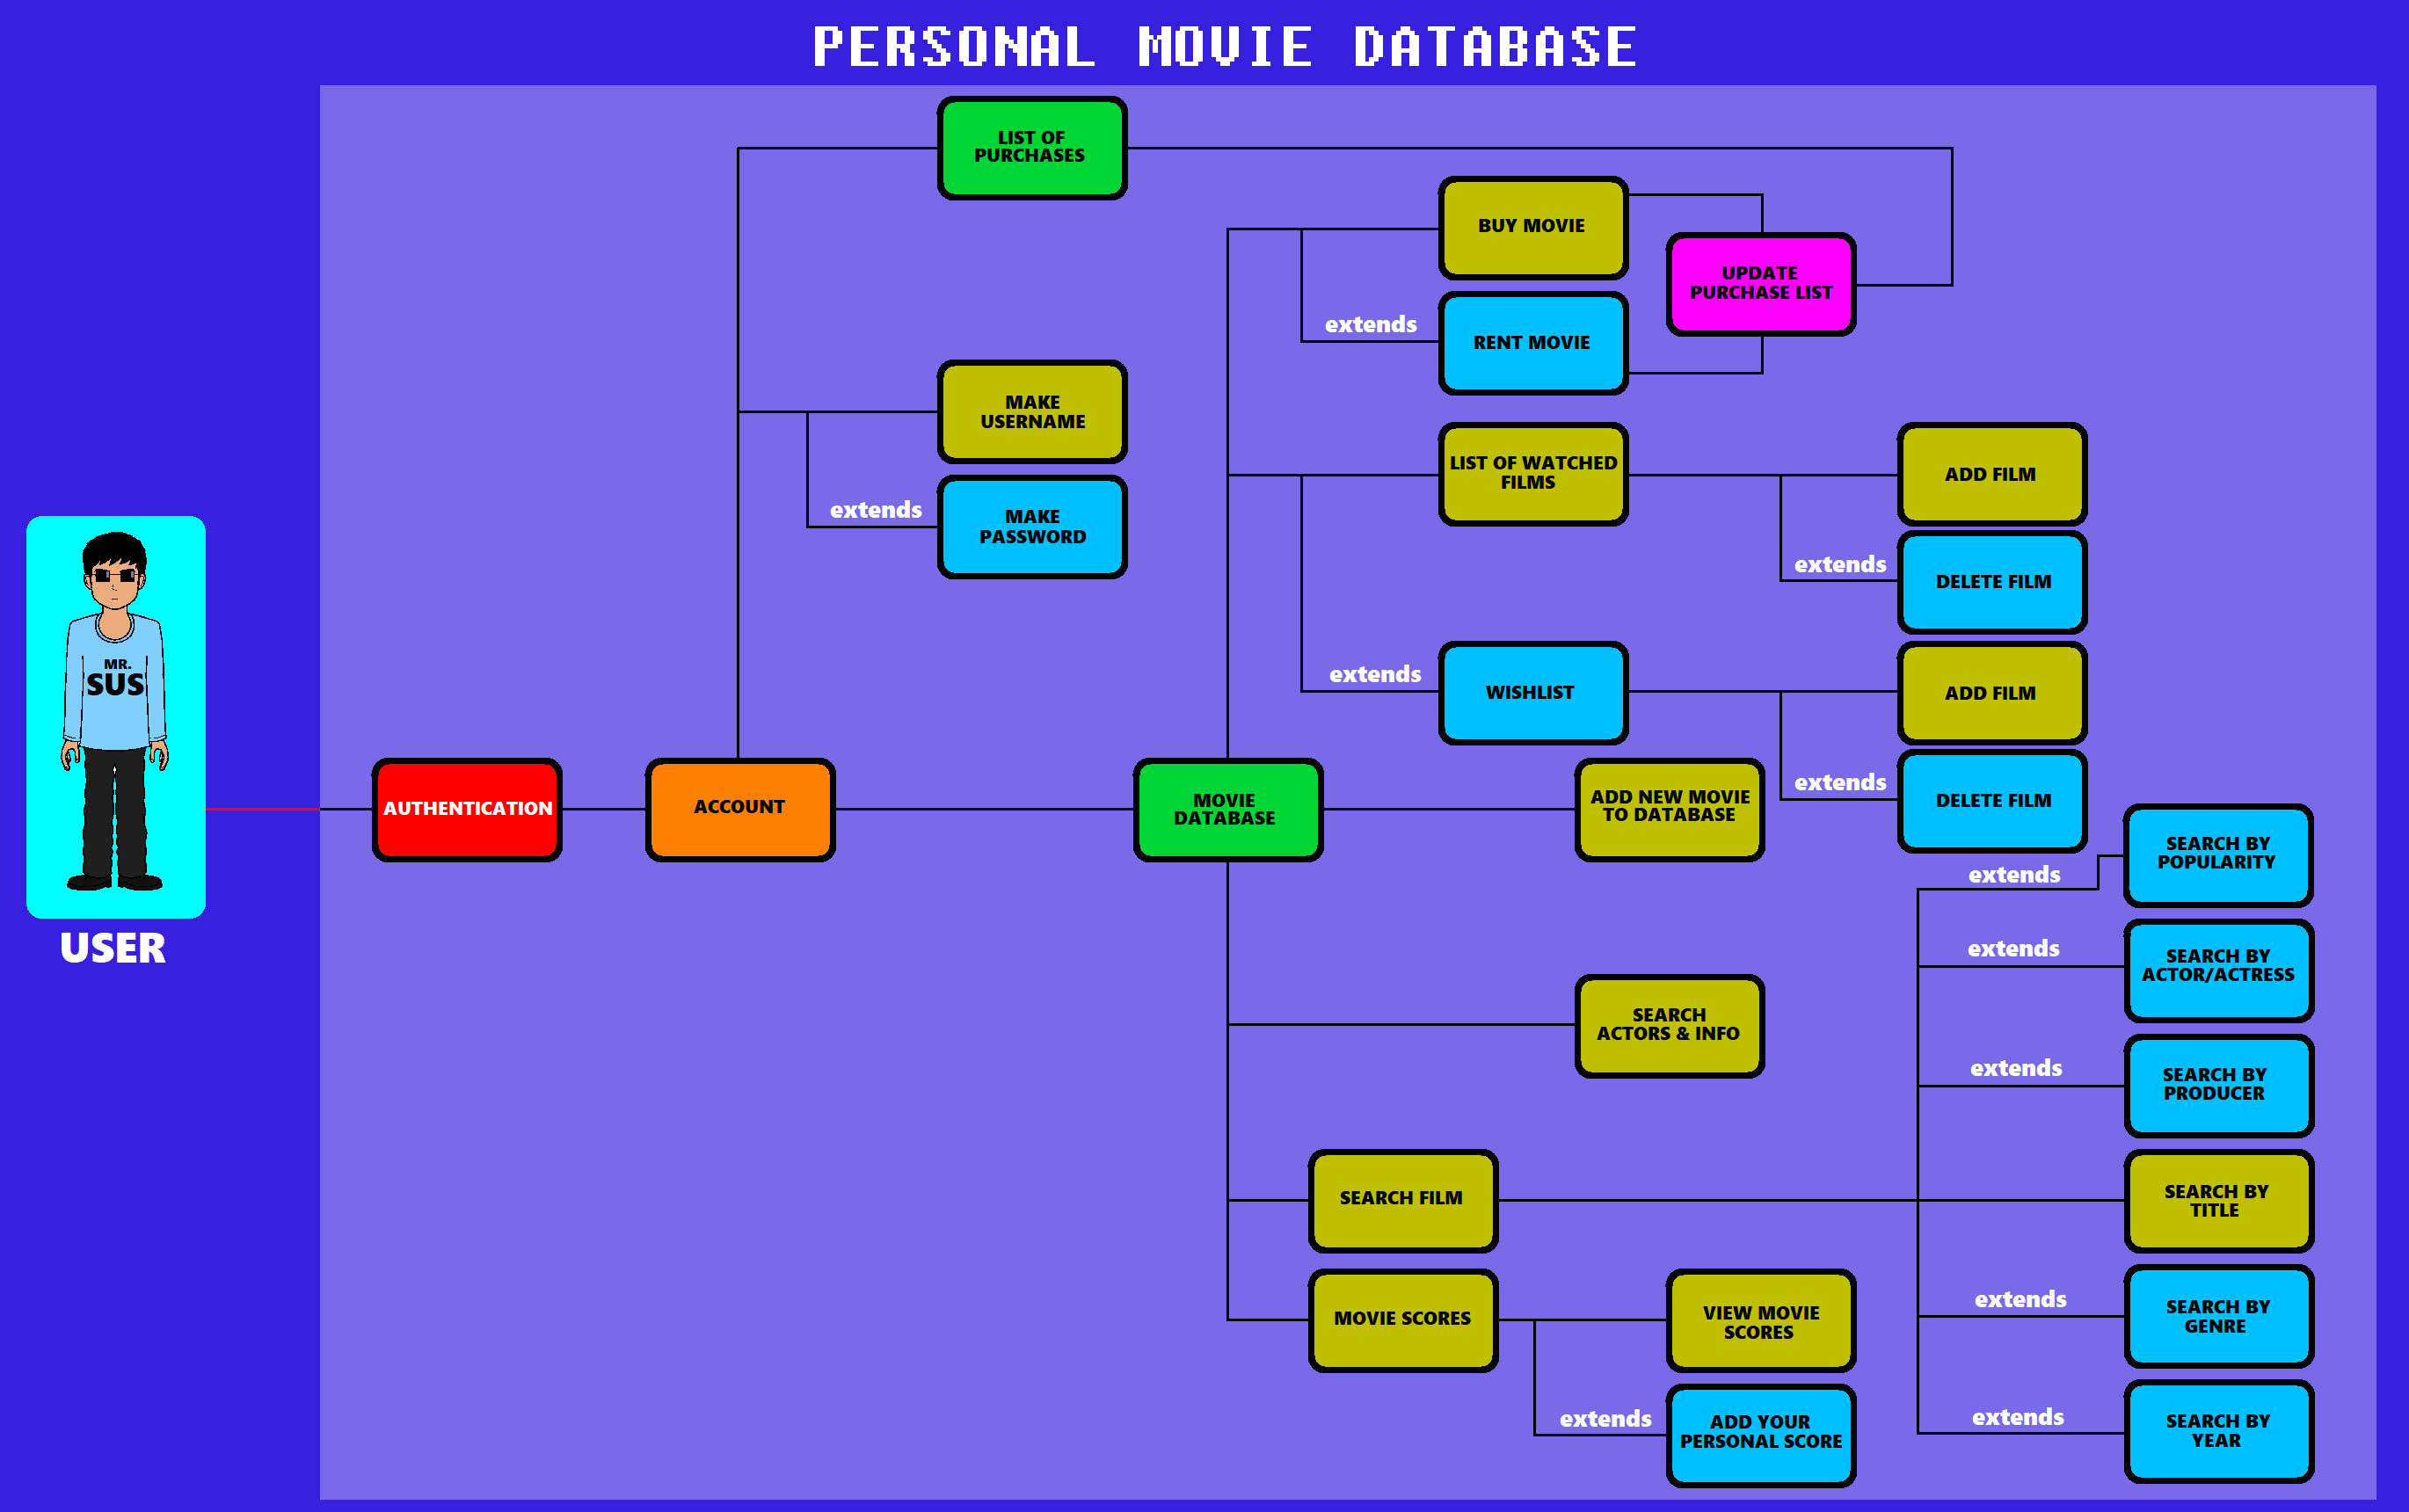 PERSONAL MOVIE DATABASE
LIST OF
PURCHASES
BUY MOVIE
UPDATE
PURCHASE LIST
extends
RENT MOVIE
MAKE
USERNAME
extends
MAKE
PASSWORD
LIST OF WATCHED
FILMS
ADD FILM
extends
DELETE FILM
extends
WISHLIST
ADD FILM
extends
DELETE FILM
MR.
SUS
USER
AUTHENTICATION
ACCOUNT
MOVIE
DATABASE
ADD NEW MOVIE
TO DATABASE
extends
SEARCH BY
POPULARITY
extends
SEARCH BY
ACTOR/ACTRESS
SEARCH
ACTORS & INFO
extends
SEARCH BY
PRODUCER
SEARCH FILM
SEARCH BY
TITLE
MOVIE SCORES
VIEW MOVIE
SCORES
extends
SEARCH BY
GENRE
extends
ADD YOUR
PERSONAL SCORE
extends
SEARCH BY
YEAR